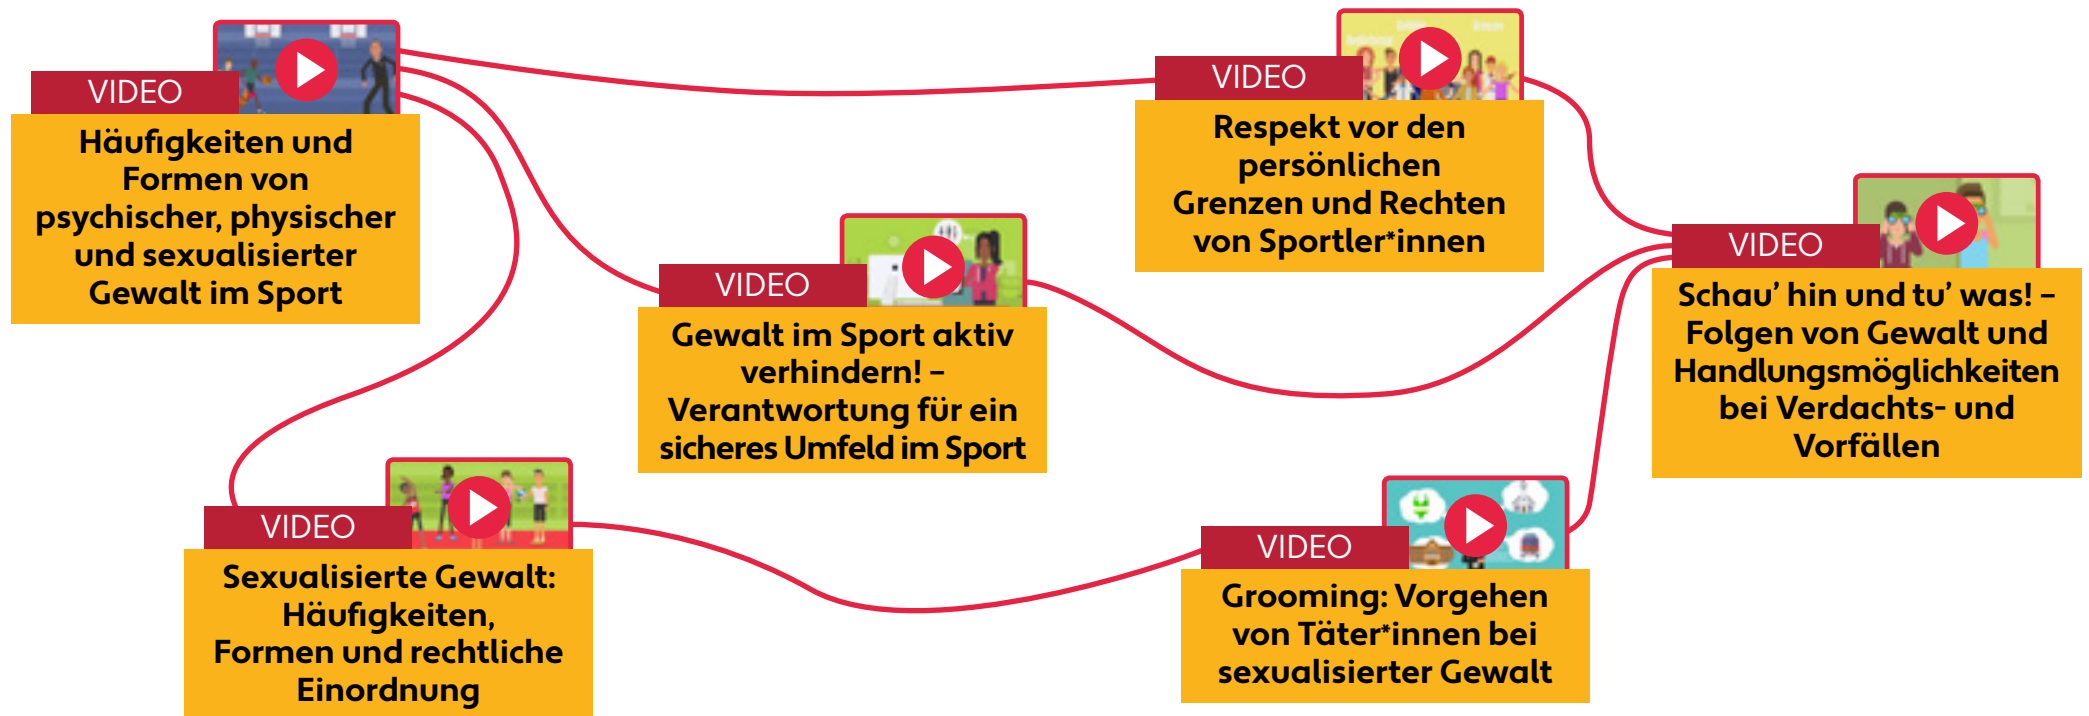 VIDEO
Häufigkeiten und
Formen von
psychischer, physischer
und sexualisierter
Gewalt im Sport
VIDEO
Respekt vor den
persönlichen
Grenzen und Rechten
von Sportler*innen
VIDEO
Gewalt im Sport aktiv
verhindern! –
Verantwortung für ein
sicheres Umfeld im Sport
VIDEO
Schau’ hin und tu’ was! –
Folgen von Gewalt und
Handlungsmöglichkeiten
bei Verdachts- und
Vorfällen
VIDEO
Sexualisierte Gewalt:
Häufigkeiten,
Formen und rechtliche
Einordnung
VIDEO
Grooming: Vorgehen
von Täter*innen bei
sexualisierter Gewalt